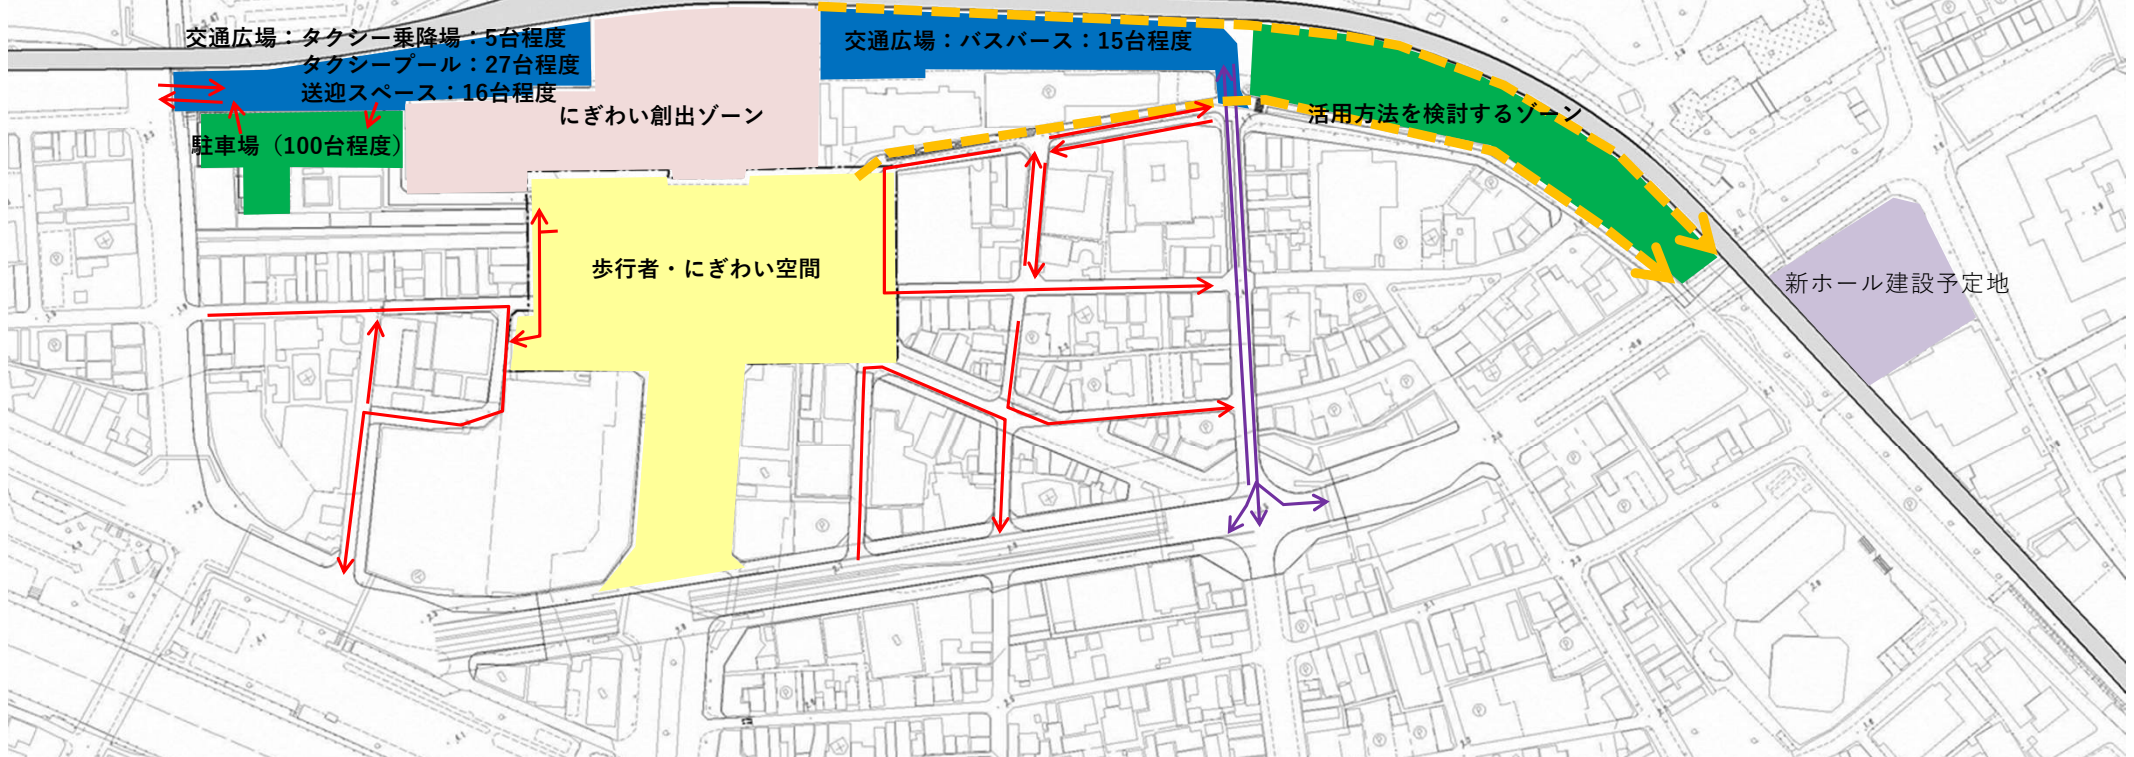 交通広場：タクシー乗降場：5台程度
タクシープール：27台程度
送迎スペース：16台程度
交通広場：バスバース：15台程度
にぎわい創出ゾーン
活用方法を検討するゾーン
駐車場（100台程度）
歩行者・にぎわい空間
新ホール建設予定地